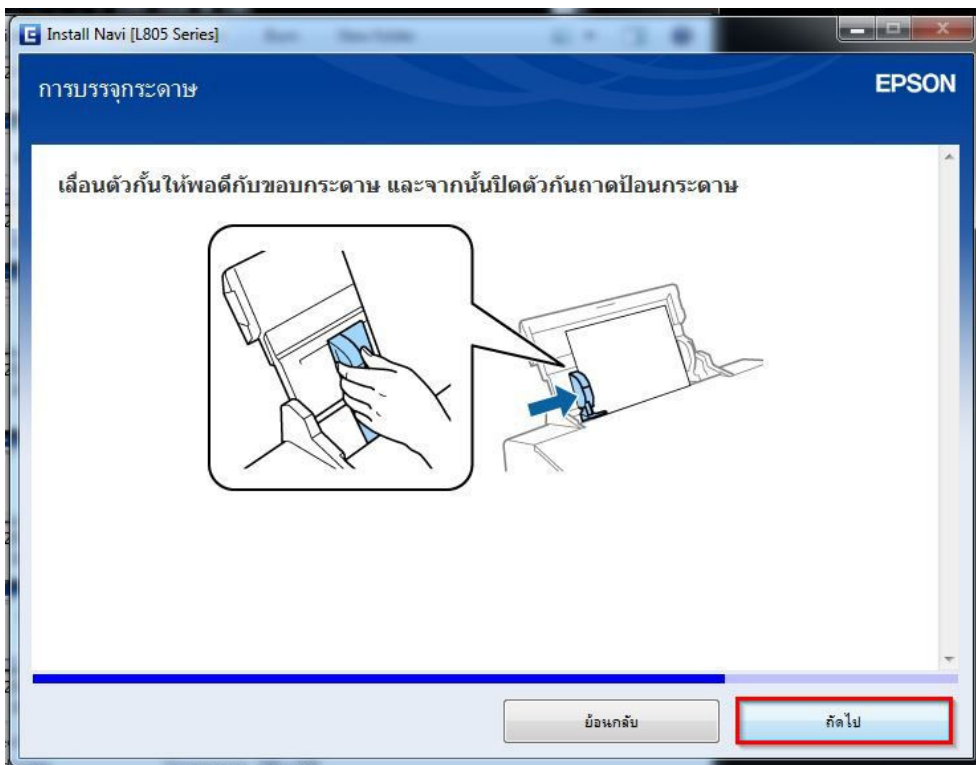 Install Navi [L805 Series]
การบรรจุกระดาษ
EPSON
เลื่อนตัวกั้นให้พอดีกับขอบกระดาษ และจากนั้นปิดตัวกันถาดป้อนกระดาษ
ย้อนกลับ
ถัดไป